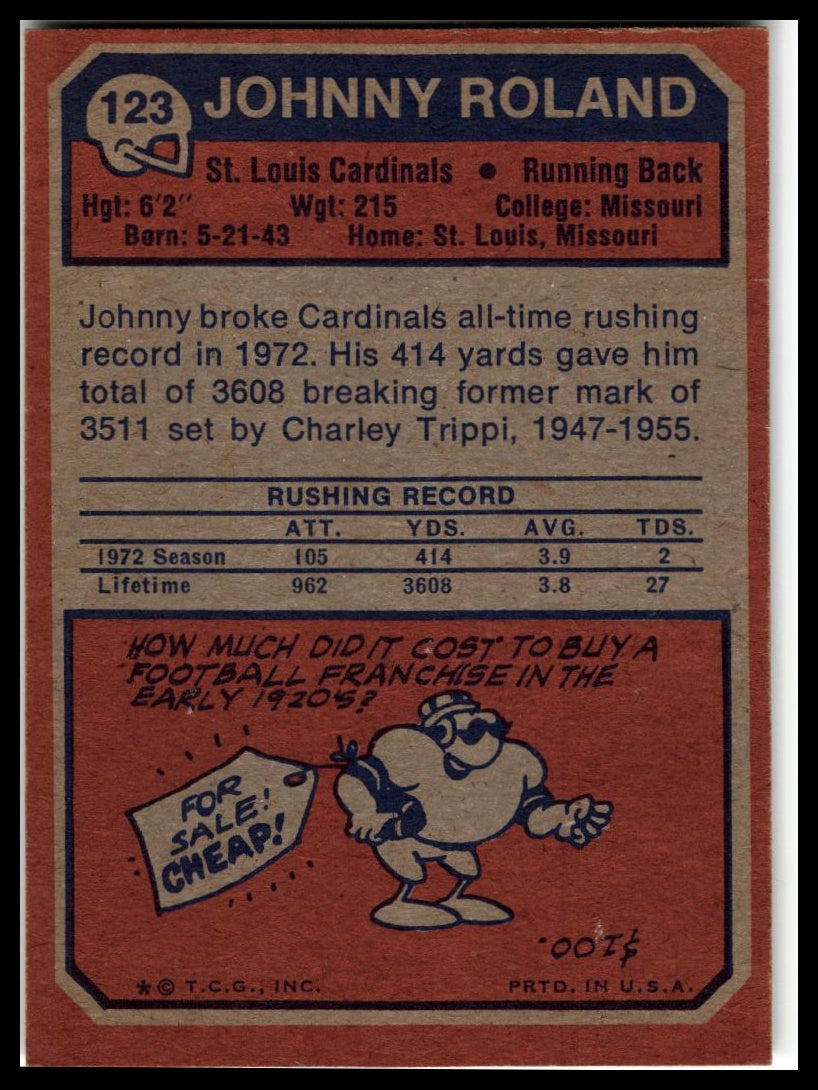 123 JOHNNY ROLAND
St. Louis Cardinals • Running Back
Hgt: 6'2" Wgt: 215 College: Missouri
Born: 5-21-43 Home: St. Louis, Missouri
Johnny broke Cardinals all-time rushing
record in 1972. His 414 yards gave him
total of 3608 breaking former mark of
3511 set by Charley Trippi, 1947-1955.
RUSHING RECORD
ATT. YDS. AVG. TDS.
1972 Season 105 414 3.9 2
Lifetime 962 3608 3.8 27
HOW MUCH DID IT COST TO BUY A
FOOTBALL FRANCHISE IN THE
EARLY 1920'S?
FOR
SALE!
CHEAP!
$100.
* © T.C.G., INC. PRTD. IN U.S.A.